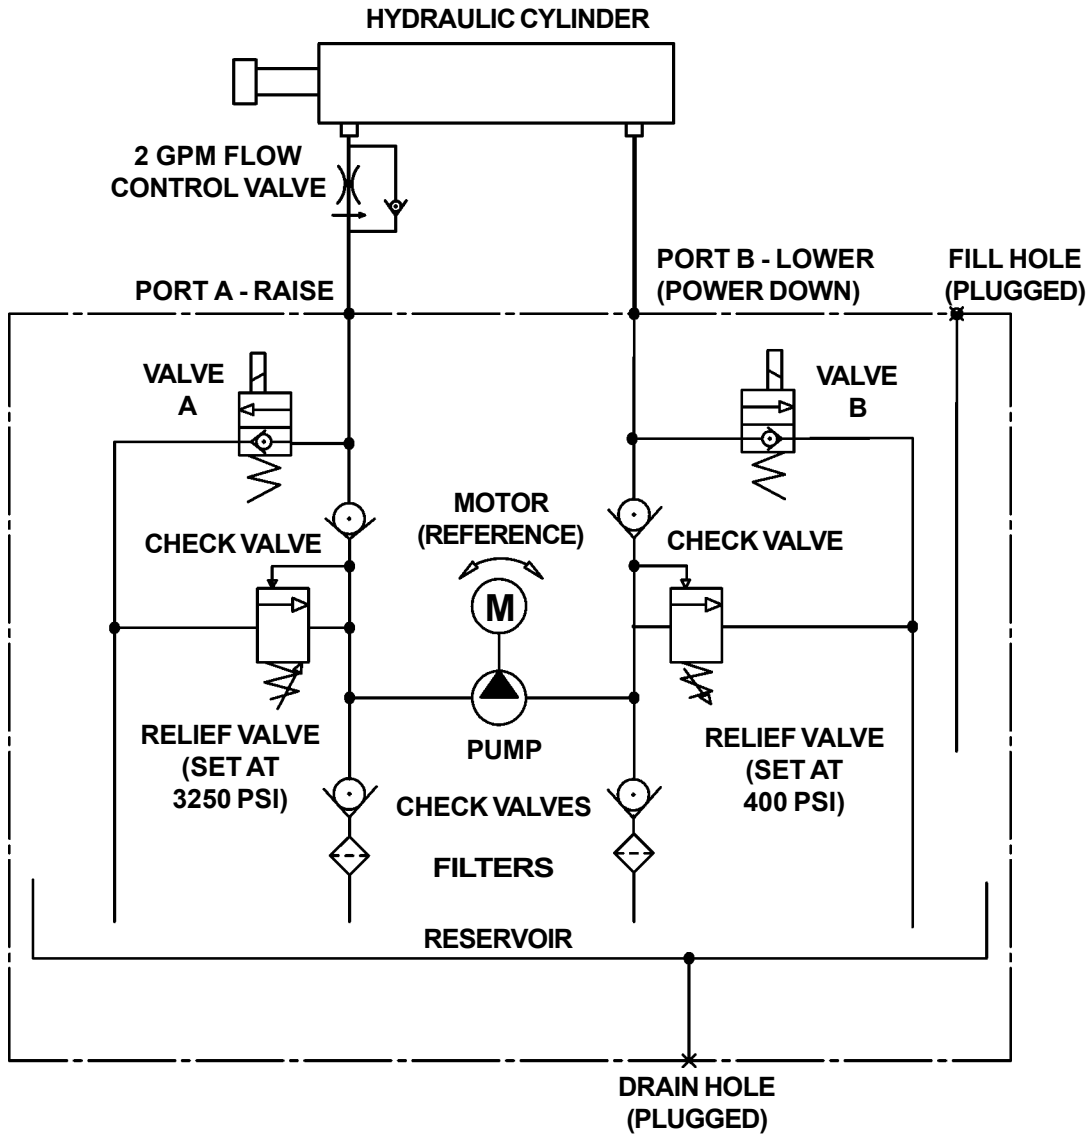 HYDRAULIC CYLINDER
2 GPM FLOW
CONTROL VALVE
PORT A - RAISE
PORT B - LOWER
(POWER DOWN)
FILL HOLE
(PLUGGED)
VALVE
A
VALVE
B
MOTOR
(REFERENCE)
CHECK VALVE
CHECK VALVE
M
RELIEF VALVE
(SET AT
3250 PSI)
PUMP
RELIEF VALVE
(SET AT
400 PSI)
CHECK VALVES
FILTERS
RESERVOIR
DRAIN HOLE
(PLUGGED)